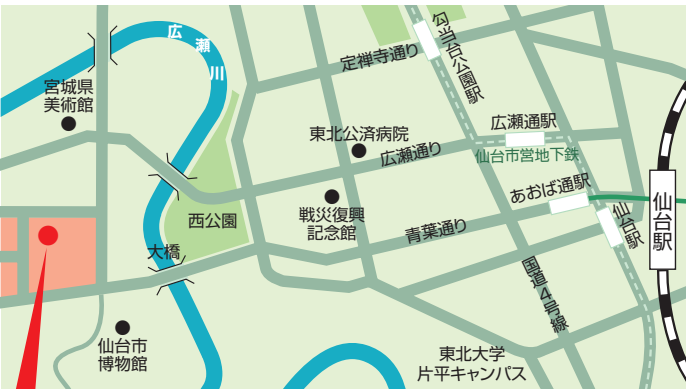 広瀬川
勾当台公園駅
定禅寺通り
宮城県
美術館
東北公済病院
広瀬通り
広瀬通駅
仙台市営地下鉄
あおば通駅
仙台駅
仙台駅
西公園
戦災復興
記念館
青葉通り
大橋
国道4号線
仙台市
博物館
東北大学
片平キャンパス